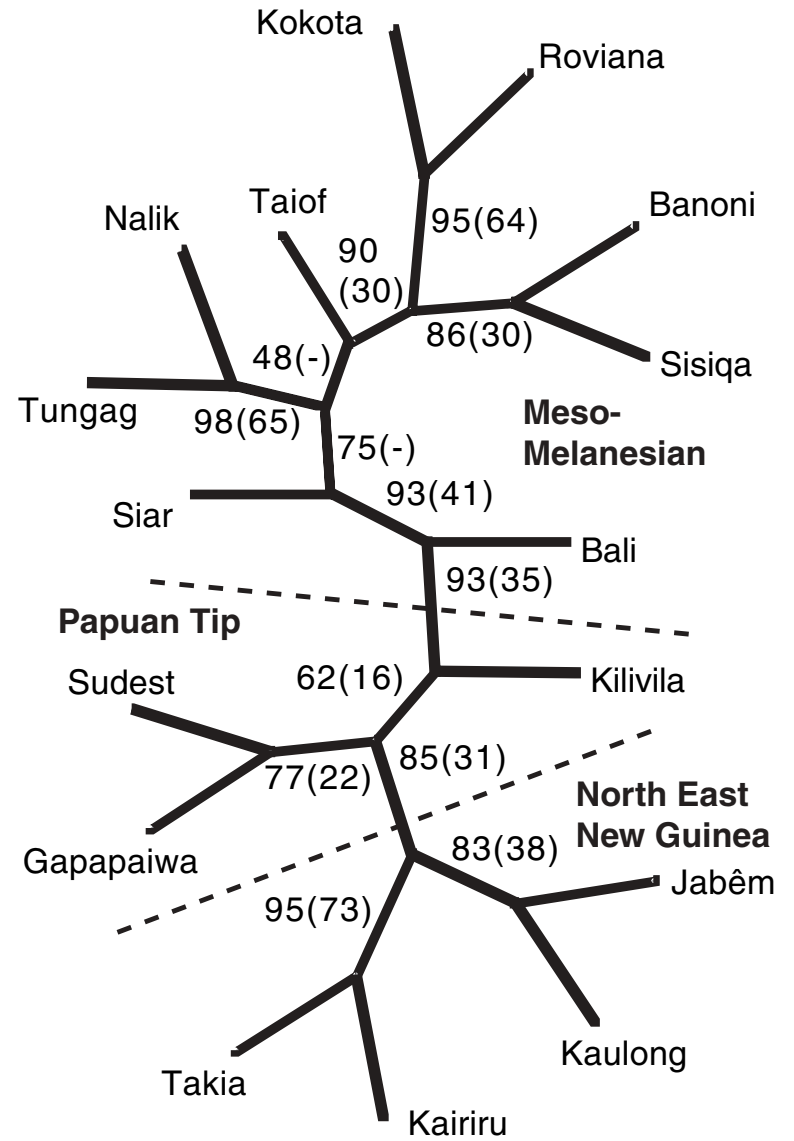 Kokota
Roviana
Taiof
Nalik
Banoni
95(64)
90
(30)
86(30)
48(-)
Sisiqa
Tungag
98(65)
Meso-
Melanesian
75(-)
93(41)
Siar
Bali
93(35)
Papuan Tip
Sudest
62(16)
Kilivila
85(31)
77(22)
North East
New Guinea
Gapapaiwa
83(38)
Jabêm
95(73)
Kaulong
Takia
Kairiru